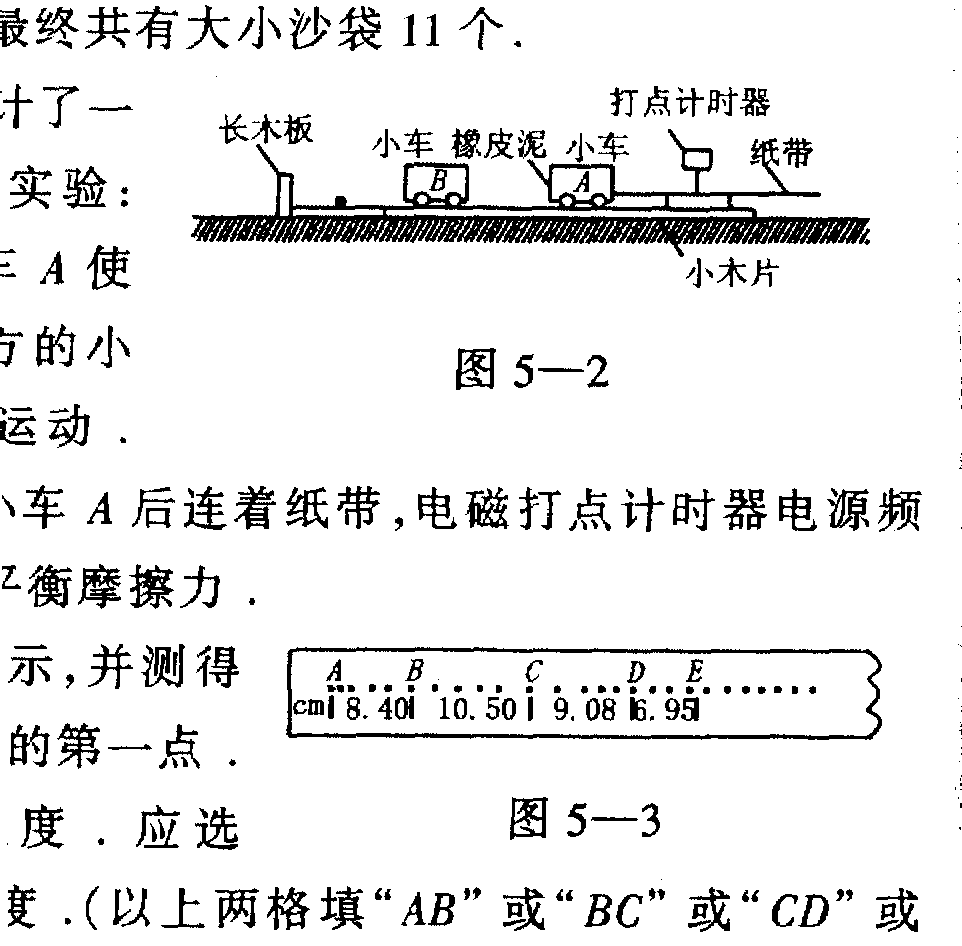 最终共有大小沙袋 11 个.
计了一
实验:
车 A 使
方的小
运动.
打点计时器
长木板
小车 橡皮泥 小车
纸带
B
A
小木片
图 5—2
小车 A 后连着纸带,电磁打点计时器电源频
平衡摩擦力.
示,并测得
的第一点.
度.应选
A B C D E
cm 8.40 10.50 9.08 6.95
图 5—3
度.(以上两格填“AB”或“BC”或“CD”或